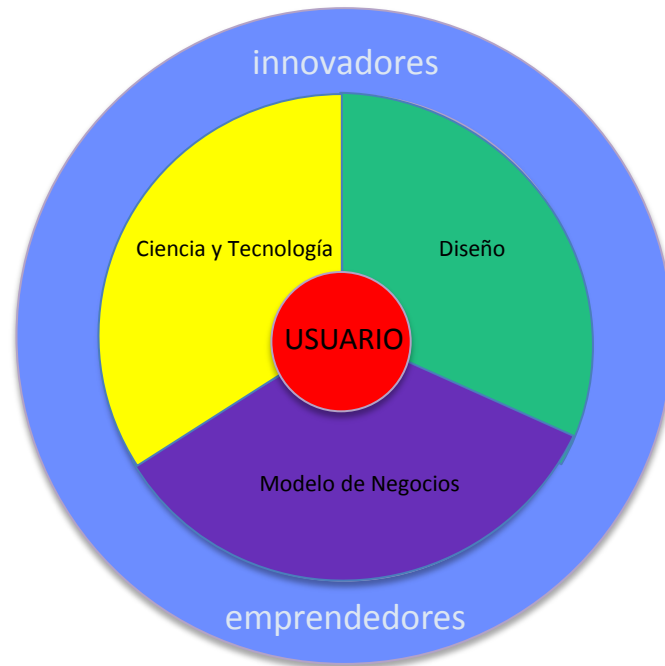 innovadores
Ciencia y Tecnología
Diseño
USUARIO
Modelo de Negocios
emprendedores